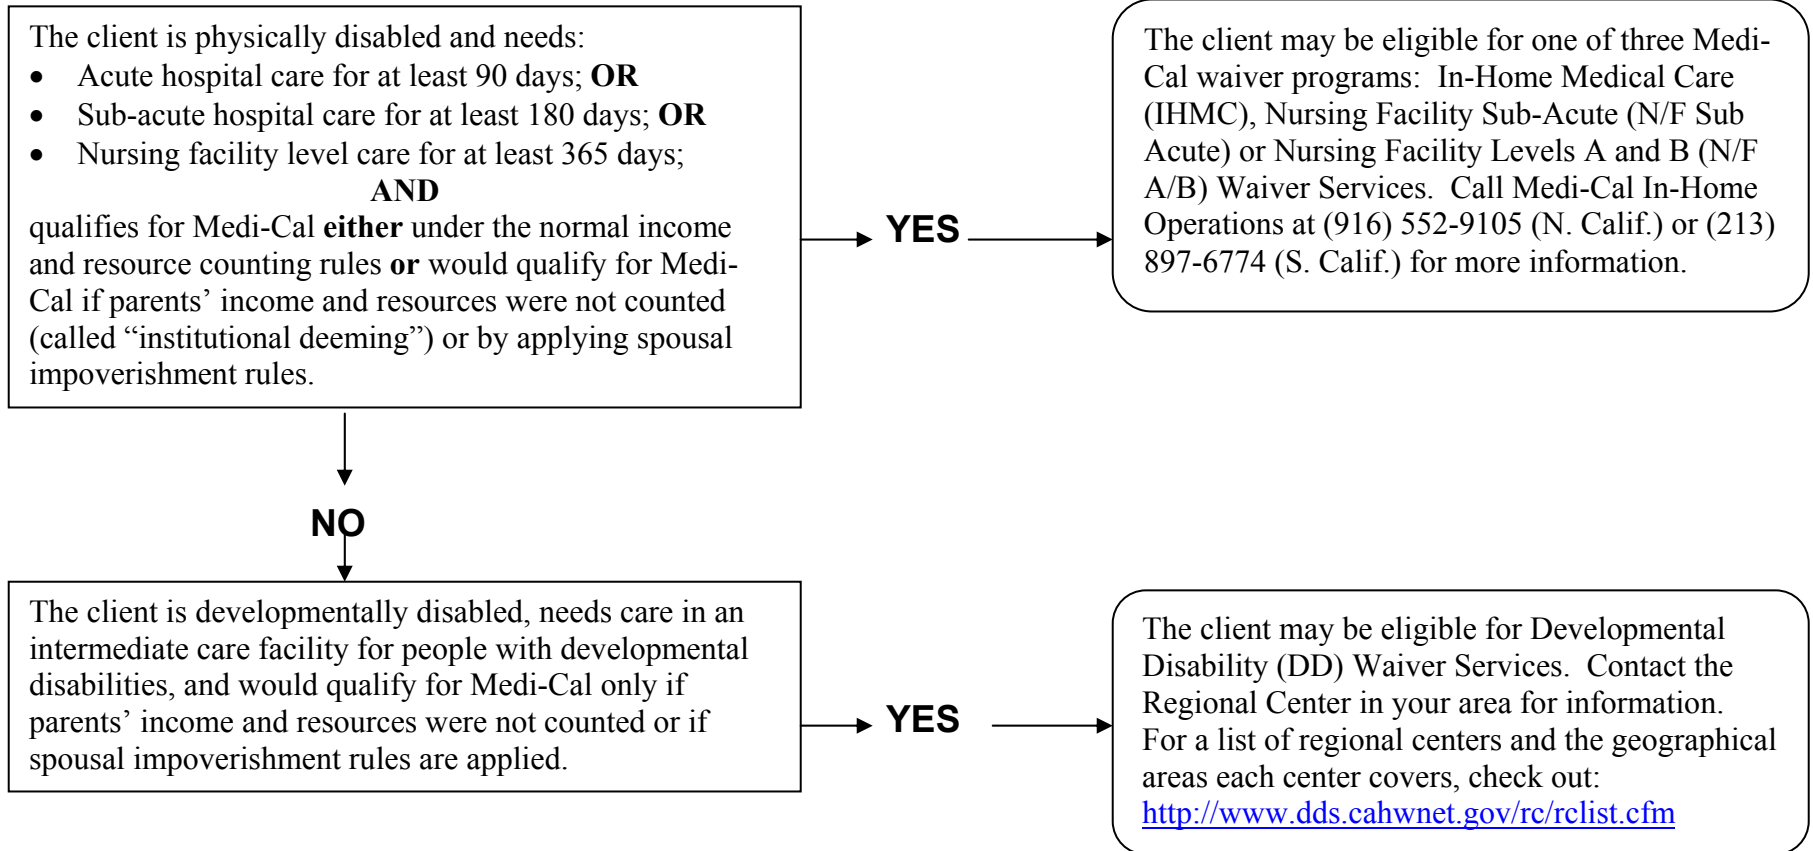 The client is physically disabled and needs:
• Acute hospital care for at least 90 days; OR
• Sub-acute hospital care for at least 180 days; OR
• Nursing facility level care for at least 365 days;
AND
qualifies for Medi-Cal either under the normal income
and resource counting rules or would qualify for Medi-
Cal if parents’ income and resources were not counted
(called “institutional deeming”) or by applying spousal
impoverishment rules.
YES
The client may be eligible for one of three Medi-
Cal waiver programs:  In-Home Medical Care
(IHMC), Nursing Facility Sub-Acute (N/F Sub
Acute) or Nursing Facility Levels A and B (N/F
A/B) Waiver Services.  Call Medi-Cal In-Home
Operations at (916) 552-9105 (N. Calif.) or (213)
897-6774 (S. Calif.) for more information.
NO
The client is developmentally disabled, needs care in an
intermediate care facility for people with developmental
disabilities, and would qualify for Medi-Cal only if
parents’ income and resources were not counted or if
spousal impoverishment rules are applied.
YES
The client may be eligible for Developmental
Disability (DD) Waiver Services.  Contact the
Regional Center in your area for information.
For a list of regional centers and the geographical
areas each center covers, check out:
http://www.dds.cahwnet.gov/rc/rclist.cfm